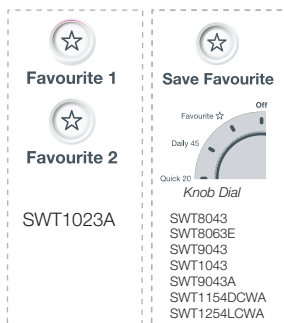 Favourite 1
Favourite 2
SWT1023A
Save Favourite
Off
Favourite ☆
Daily 45
Quick 20
Knob Dial
SWT8043
SWT8063E
SWT9043
SWT1043
SWT9043A
SWT1154DCWA
SWT1254LCWA